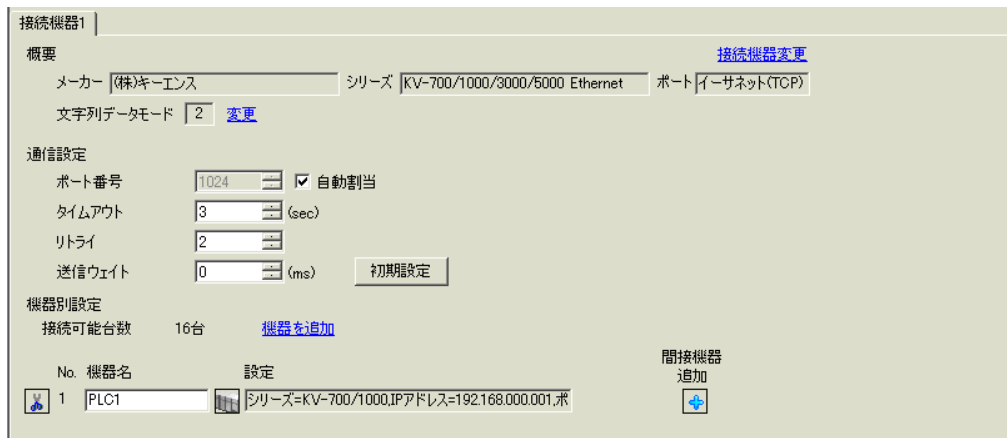 接続機器1
概要 接続機器変更
メーカー (株)キーエンス シリーズ KV-700/1000/3000/5000 Ethernet ポート イーサネット(TCP)
文字列データモード 2 変更
通信設定
ポート番号 1024 自動割当
タイムアウト 3 (sec)
リトライ 2
送信ウェイト 0 (ms) 初期設定
機器別設定
接続可能台数 16台 機器を追加
間接機器
No. 機器名 設定 追加
1 PLC1 シリーズ=KV-700/1000,IPアドレス=192.168.000.001,ポ